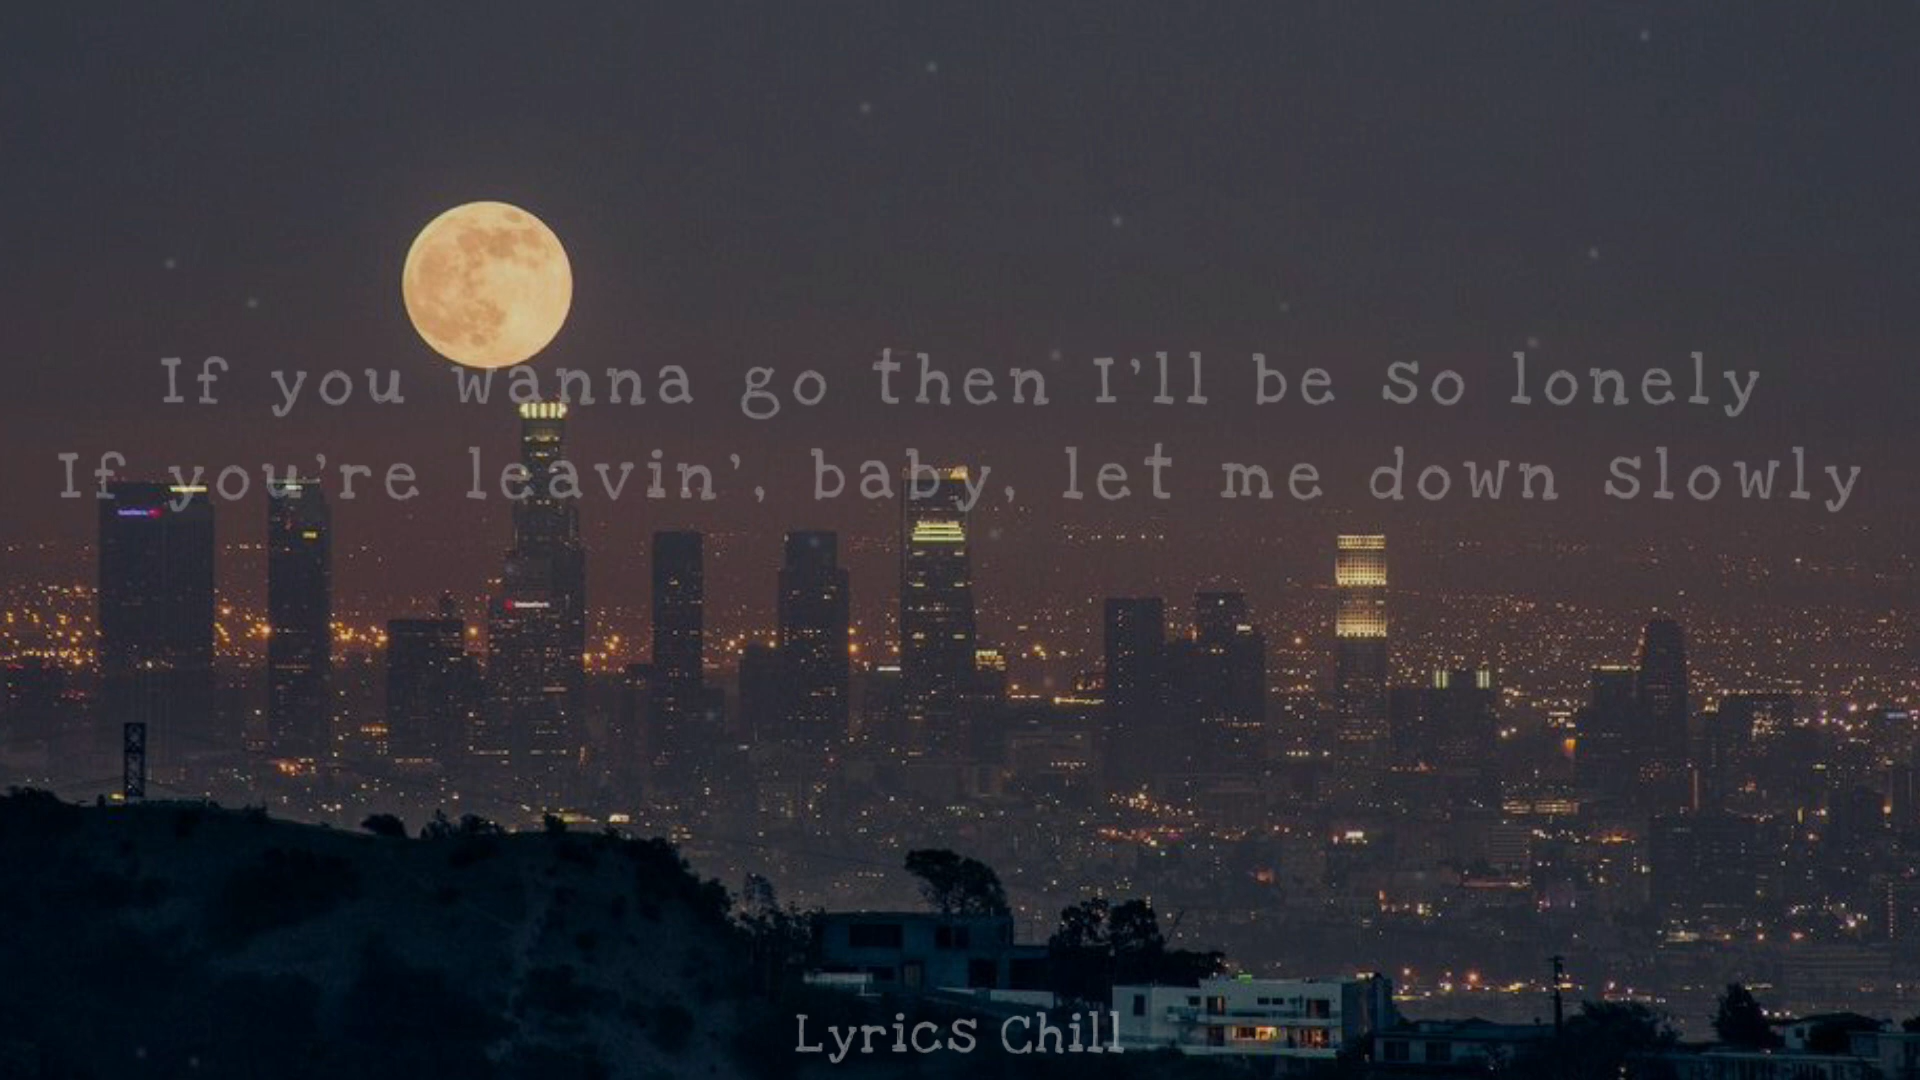 If you wanna go then I'll be so lonely
If you're leavin', baby, let me down slowly
Lyrics Chill